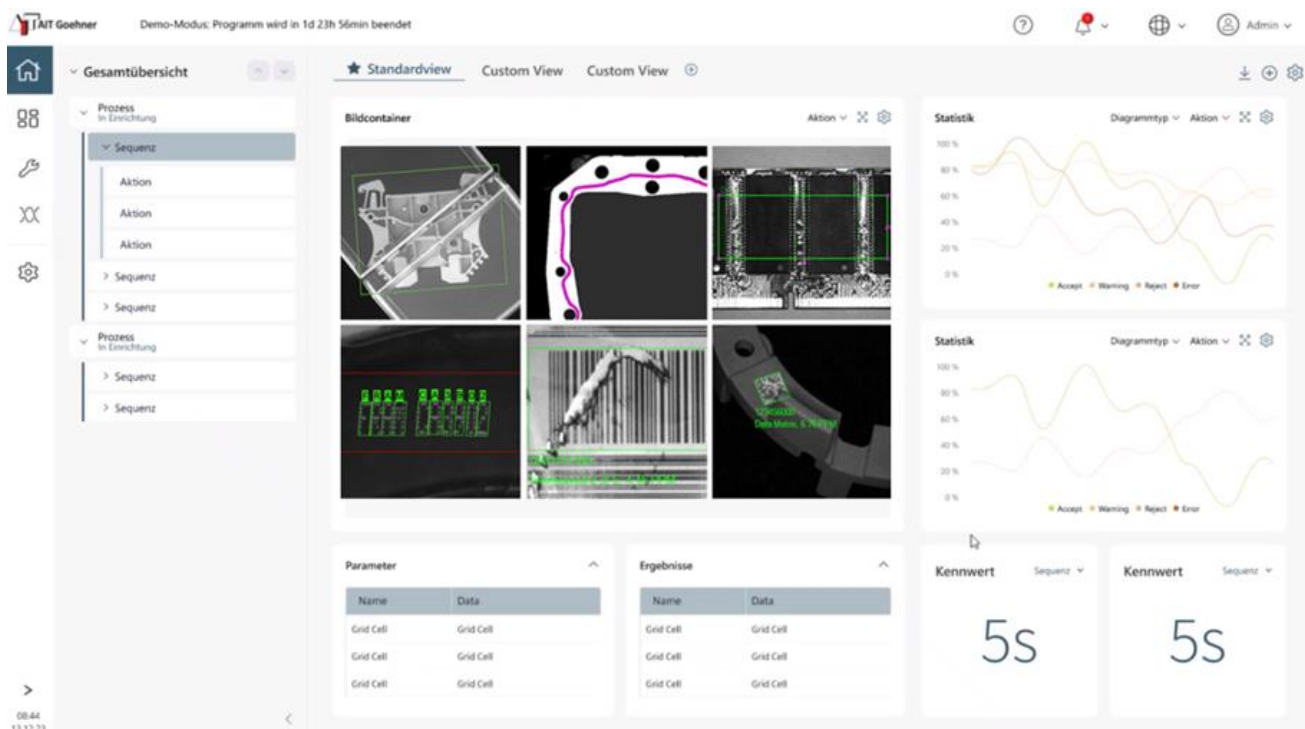 AIT Goehner
Demo-Modus: Programm wird in 1d 23h 56min beendet
Admin
Gesamtübersicht
Prozess
In Einrichtung
Sequenz
Aktion
Aktion
Aktion
Sequenz
Sequenz
Prozess
In Einrichtung
Sequenz
Sequenz
08:44
13.12.23
Standardview
Custom View
Custom View
Bildcontainer
Aktion
123456000
Statistik
Diagrammtyp
Aktion
100 %
80 %
60 %
40 %
20 %
0 %
Accept Warning Reject Error
Statistik
Diagrammtyp
Aktion
100 %
80 %
60 %
40 %
20 %
0 %
Accept Warning Reject Error
Parameter
Name Data
Grid Cell Grid Cell
Grid Cell Grid Cell
Grid Cell Grid Cell
Ergebnisse
Name Data
Grid Cell Grid Cell
Grid Cell Grid Cell
Grid Cell Grid Cell
Kennwert
Sequenz
5s
Kennwert
Sequenz
5s